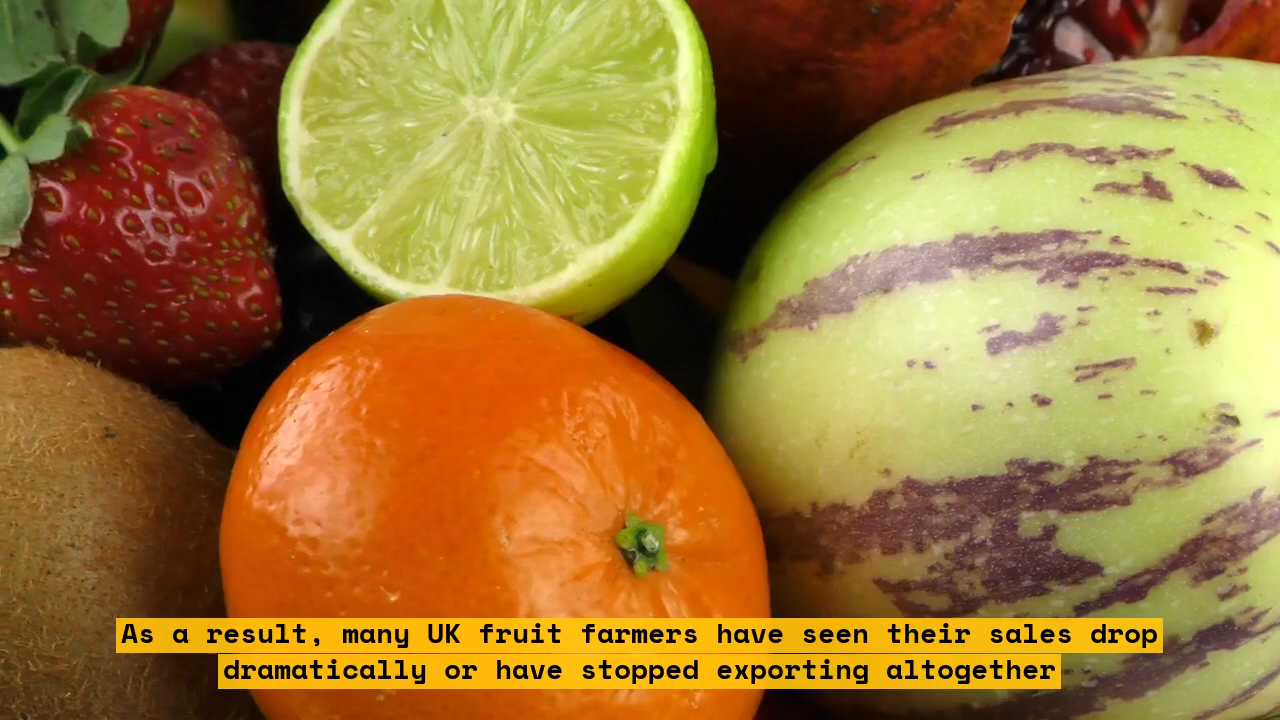 As a result, many UK fruit farmers have seen their sales drop
dramatically or have stopped exporting altogether